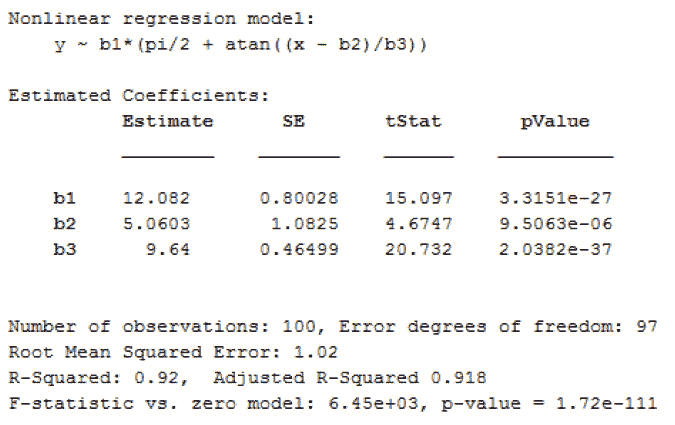 Nonlinear regression model:
y ~ b1*(pi/2 + atan((x - b2)/b3))
Estimated Coefficients:
Estimate SE tStat pValue
b1 12.082 0.80028 15.097 3.3151e-27
b2 5.0603 1.0825 4.6747 9.5063e-06
b3 9.64 0.46499 20.732 2.0382e-37
Number of observations: 100, Error degrees of freedom: 97
Root Mean Squared Error: 1.02
R-Squared: 0.92, Adjusted R-Squared 0.918
F-statistic vs. zero model: 6.45e+03, p-value = 1.72e-111